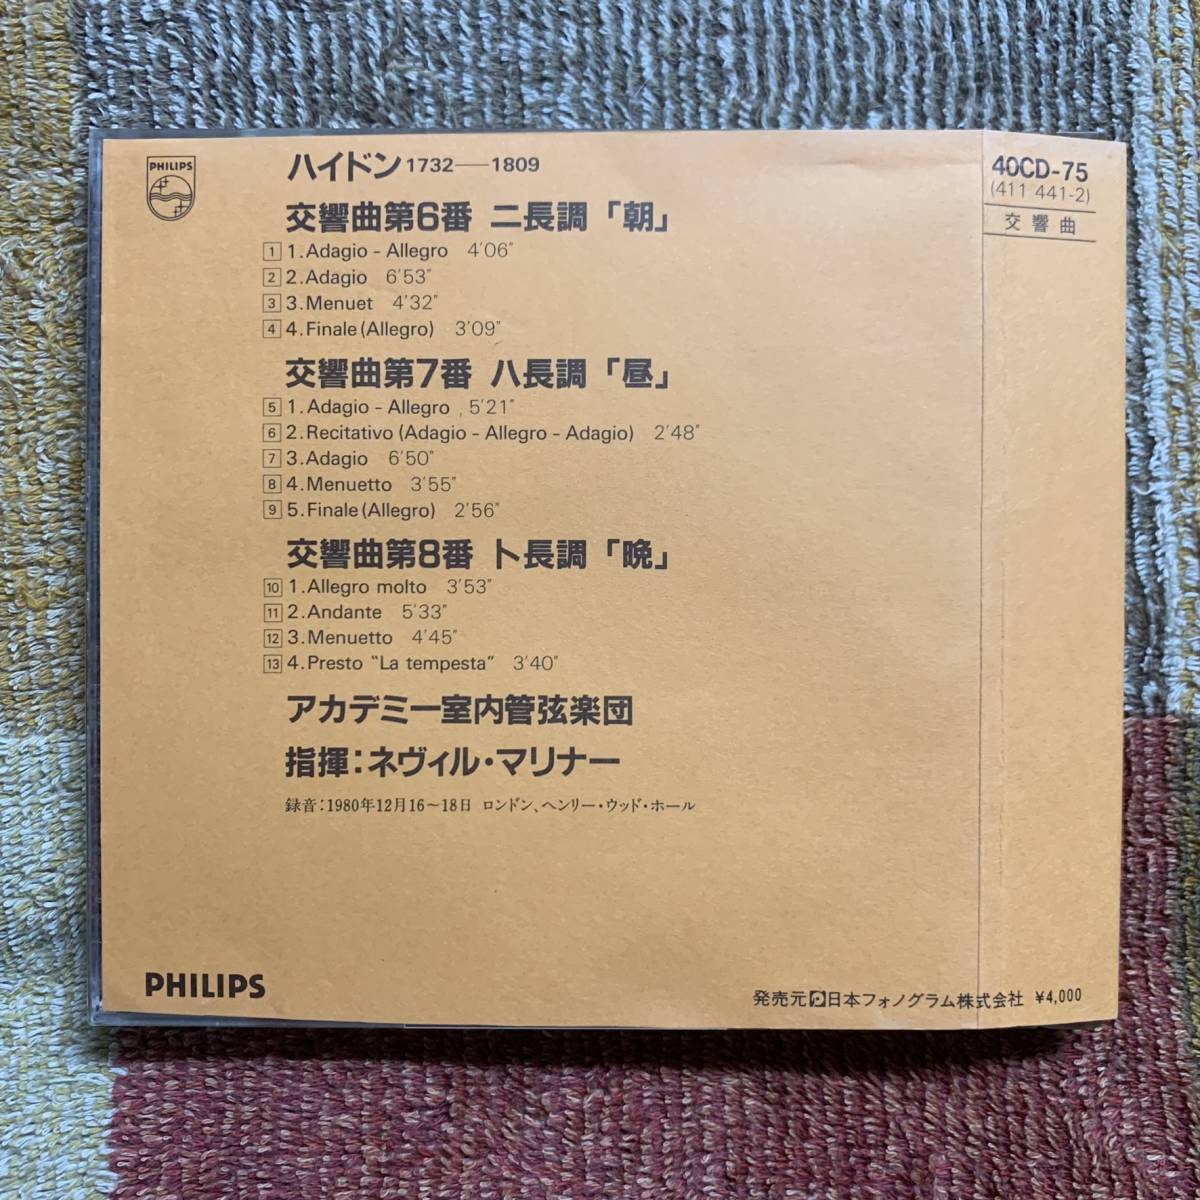 PHILIPS
ハイドン 1732——1809
交響曲第6番 ニ長調「朝」
1 1.Adagio - Allegro 4'06"
2 2.Adagio 6'53"
3 3.Menuet 4'32"
4 4.Finale (Allegro) 3'09"
交響曲第7番 ハ長調「昼」
5 1.Adagio - Allegro 5'21"
6 2.Recitativo (Adagio - Allegro - Adagio) 2'48"
7 3.Adagio 6'50"
8 4.Menuetto 3'55"
9 5.Finale (Allegro) 2'56"
交響曲第8番 ト長調「晩」
10 1.Allegro molto 3'53"
11 2.Andante 5'33"
12 3.Menuetto 4'45"
13 4.Presto "La tempesta" 3'40"
アカデミー室内管弦楽団
指揮：ネヴィル・マリナー
録音：1980年12月16〜18日 ロンドン、ヘンリー・ウッド・ホール
40CD-75
(411 441-2)
交響曲
PHILIPS
発売元 日本フォノグラム株式会社 ¥4,000